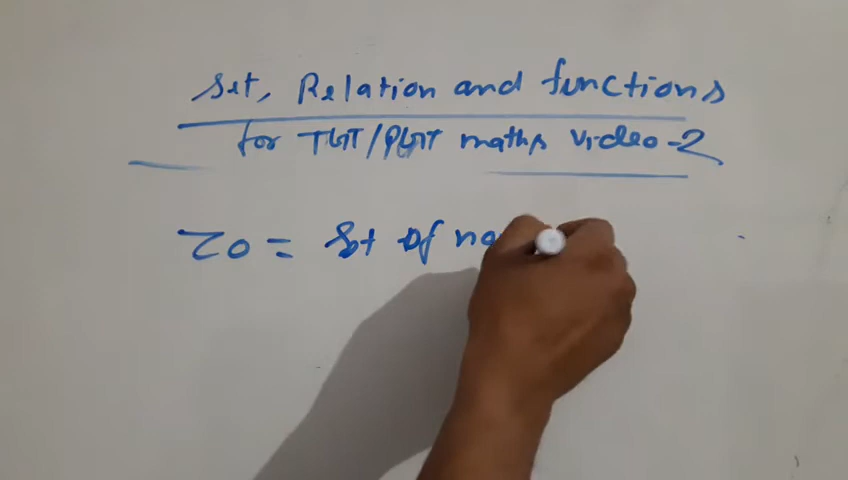 Set, Relation and functions
for TGT/PGT maths video-2
Z0 = Set of